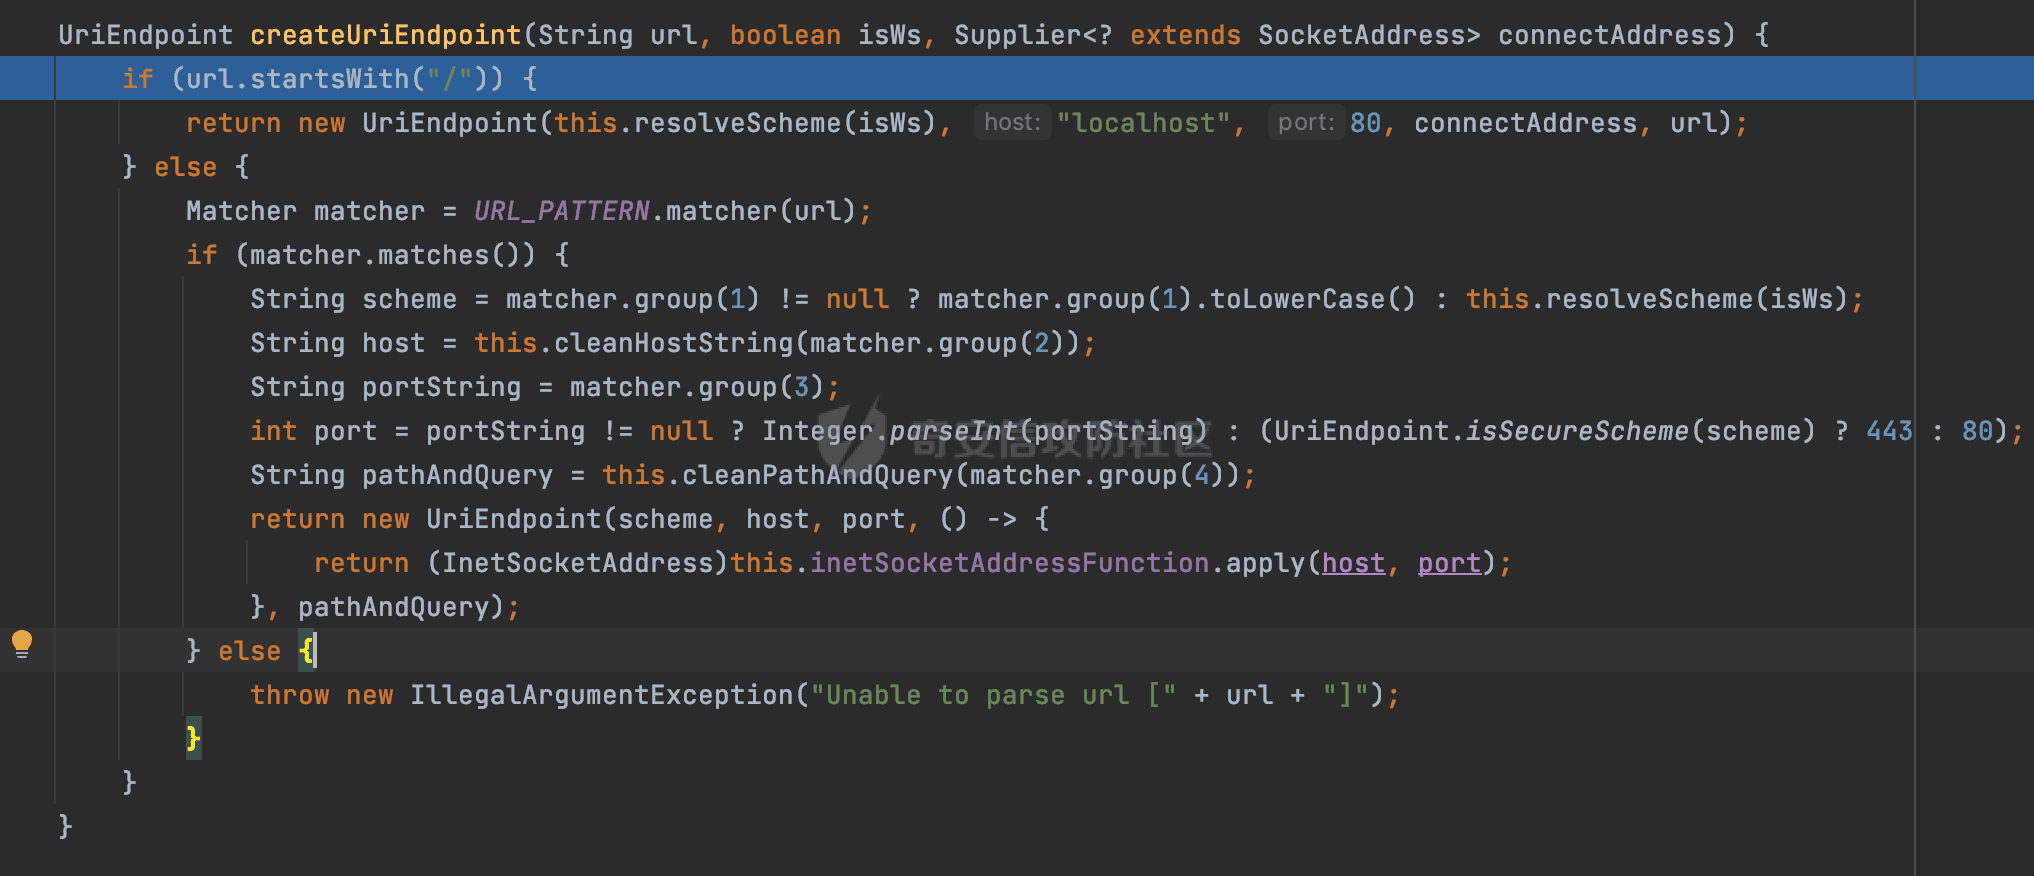 UriEndpoint createUriEndpoint(String url, boolean isWs, Supplier<? extends SocketAddress> connectAddress) {
if (url.startsWith("/")) {
return new UriEndpoint(this.resolveScheme(isWs), host: "localhost", port: 80, connectAddress, url);
} else {
Matcher matcher = URL_PATTERN.matcher(url);
if (matcher.matches()) {
String scheme = matcher.group(1) != null ? matcher.group(1).toLowerCase() : this.resolveScheme(isWs);
String host = this.cleanHostString(matcher.group(2));
String portString = matcher.group(3);
int port = portString != null ? Integer.parseInt(portString) : (UriEndpoint.isSecureScheme(scheme) ? 443 : 80);
奇安信攻防社区
String pathAndQuery = this.cleanPathAndQuery(matcher.group(4));
return new UriEndpoint(scheme, host, port, () -> {
return (InetSocketAddress)this.inetSocketAddressFunction.apply(host, port);
}, pathAndQuery);
} else {
throw new IllegalArgumentException("Unable to parse url [" + url + "]");
}
}
}